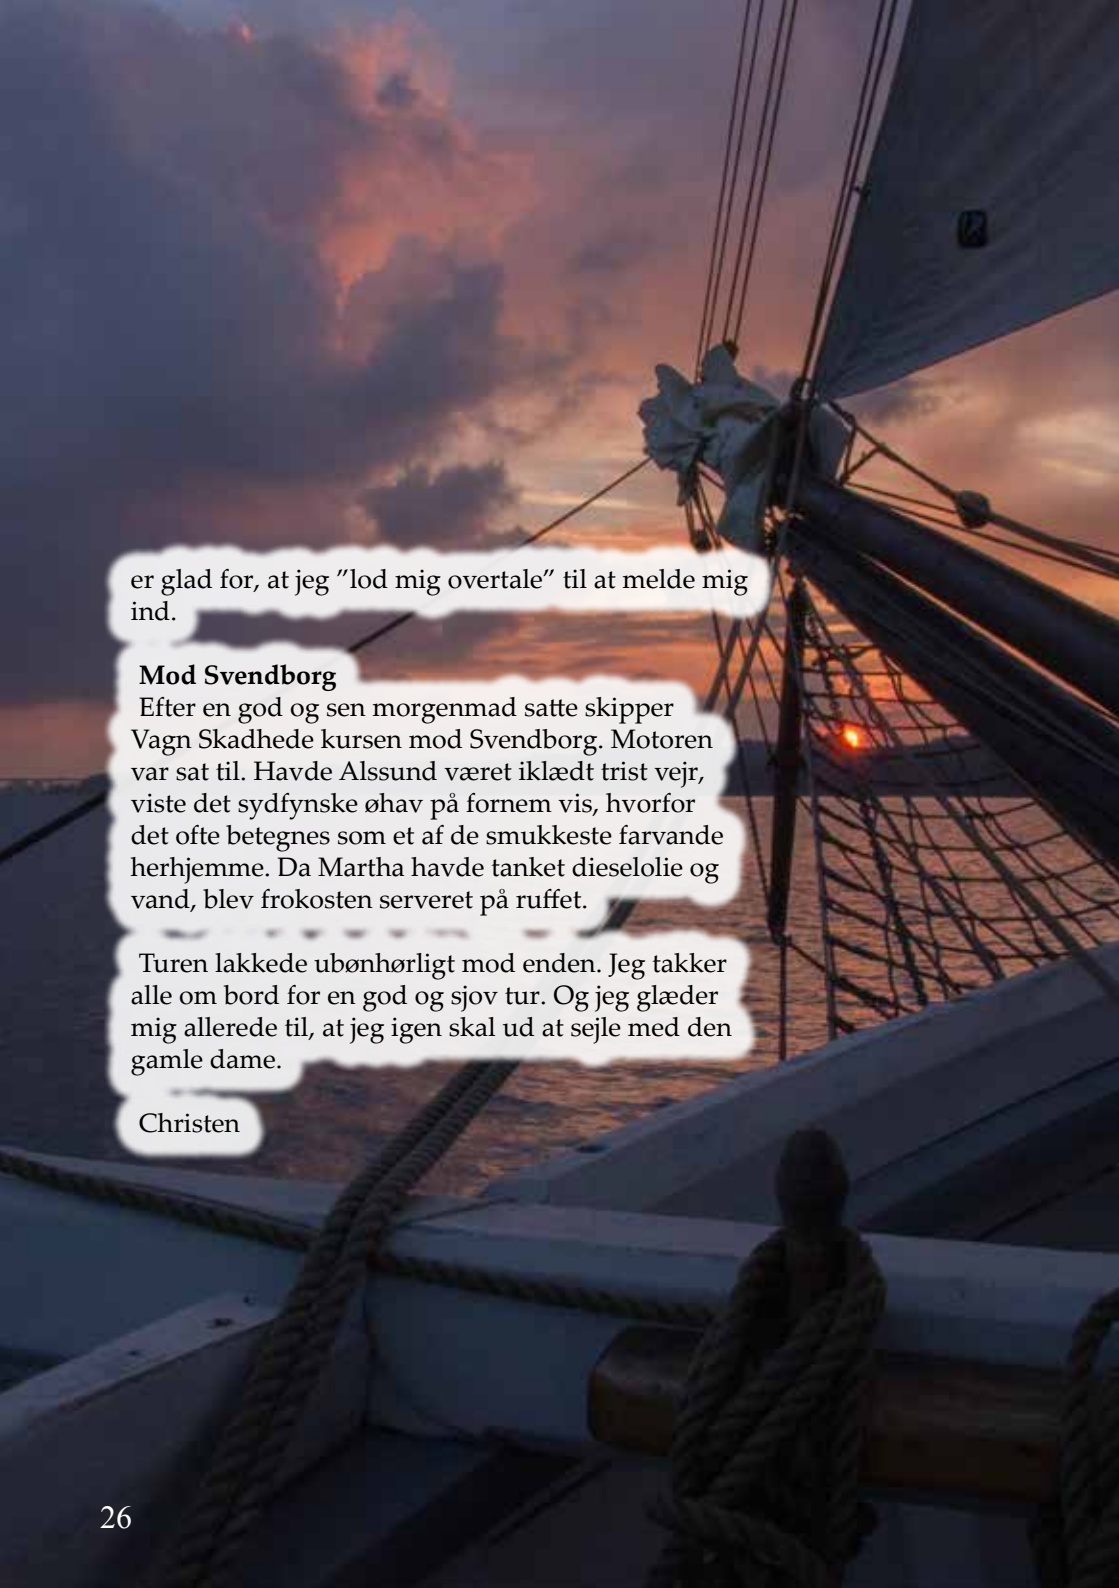 er glad for, at jeg ”lod mig overtale” til at melde mig
ind.
Mod Svendborg
Efter en god og sen morgenmad satte skipper
Vagn Skadhede kursen mod Svendborg. Motoren
var sat til. Havde Alssund været iklædt trist vejr,
viste det sydfynske øhav på fornem vis, hvorfor
det ofte betegnes som et af de smukkeste farvande
herhjemme. Da Martha havde tanket dieselolie og
vand, blev frokosten serveret på ruffet.
Turen lakkede ubønhørligt mod enden. Jeg takker
alle om bord for en god og sjov tur. Og jeg glæder
mig allerede til, at jeg igen skal ud at sejle med den
gamle dame.
Christen
26